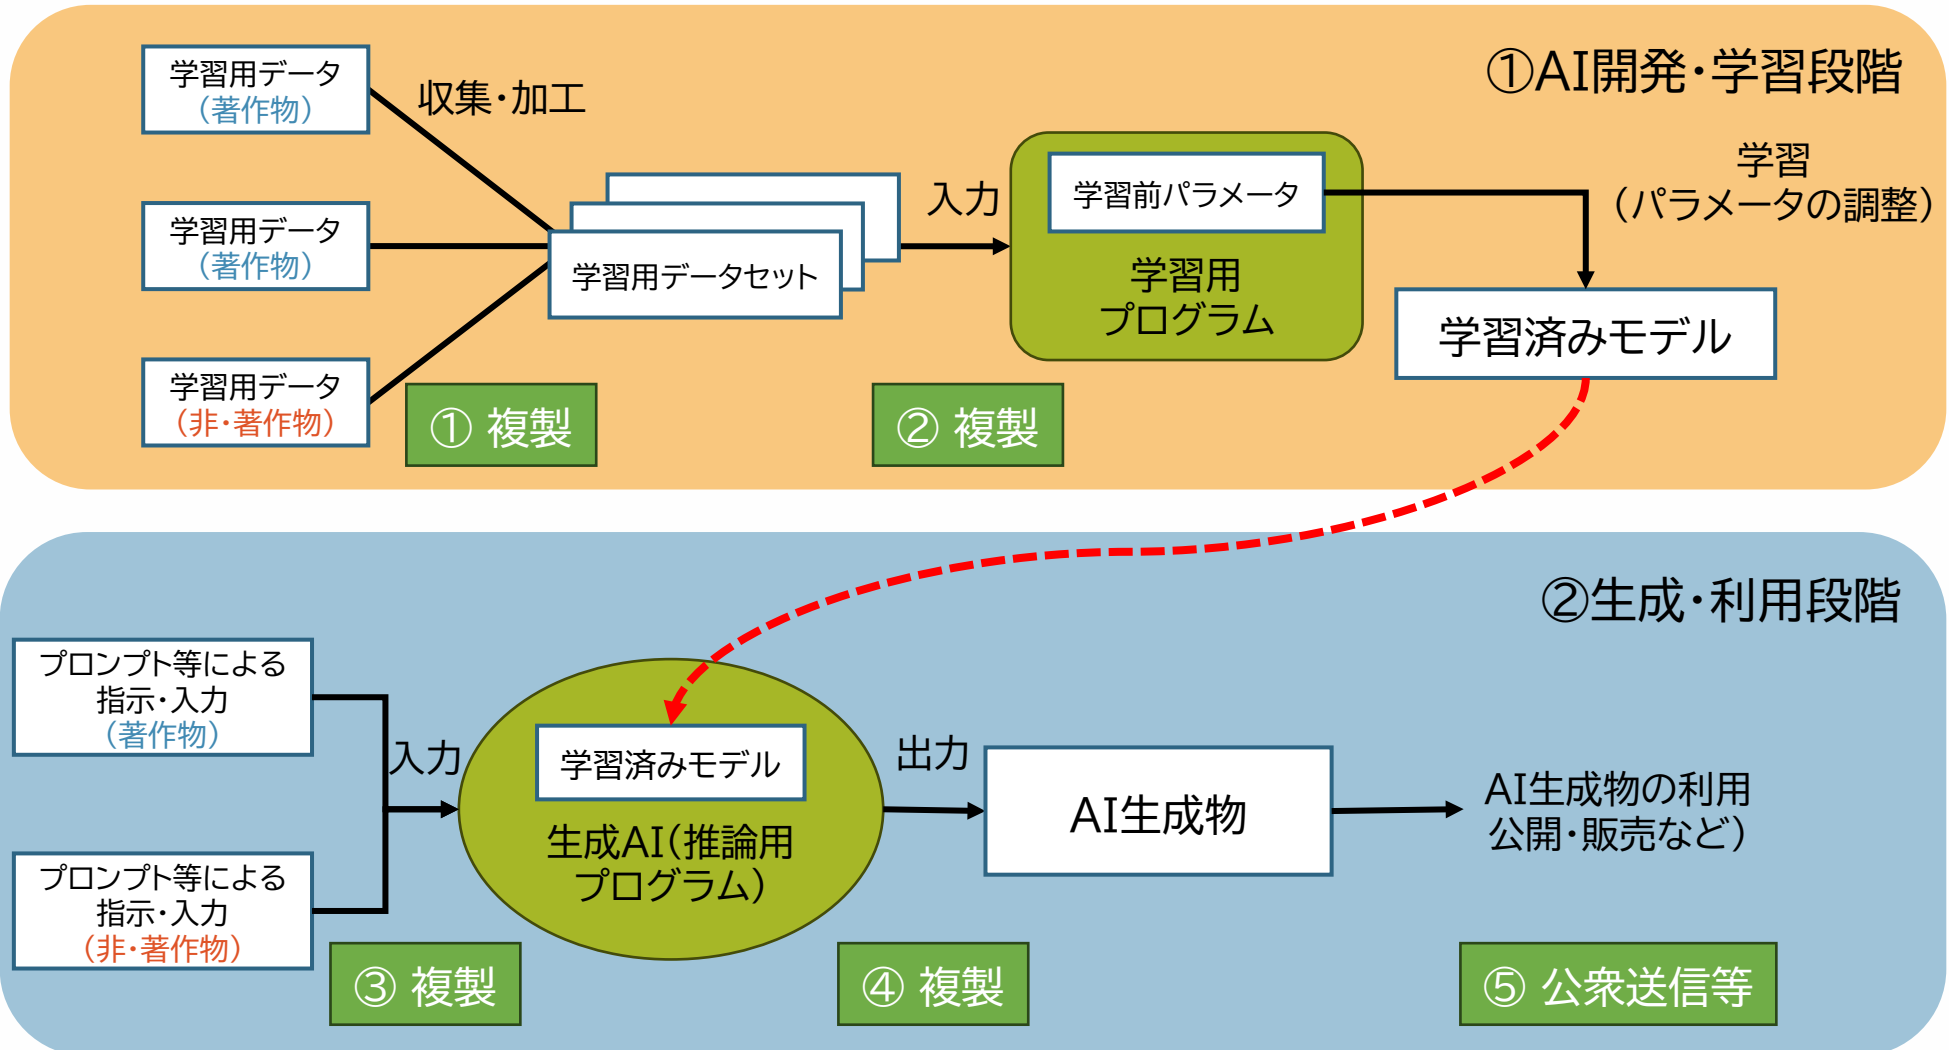 ①AI開発・学習段階
学習用データ
（著作物）
収集・加工
学習用データ
（著作物）
学習用データ
（非・著作物）
学習用データセット
入力
学習前パラメータ
学習用
プログラム
学習
（パラメータの調整）
学習済みモデル
① 複製
② 複製
②生成・利用段階
プロンプト等による
指示・入力
（著作物）
プロンプト等による
指示・入力
（非・著作物）
入力
学習済みモデル
生成AI（推論用
プログラム）
出力
AI生成物
AI生成物の利用
公開・販売など）
③ 複製
④ 複製
⑤ 公衆送信等